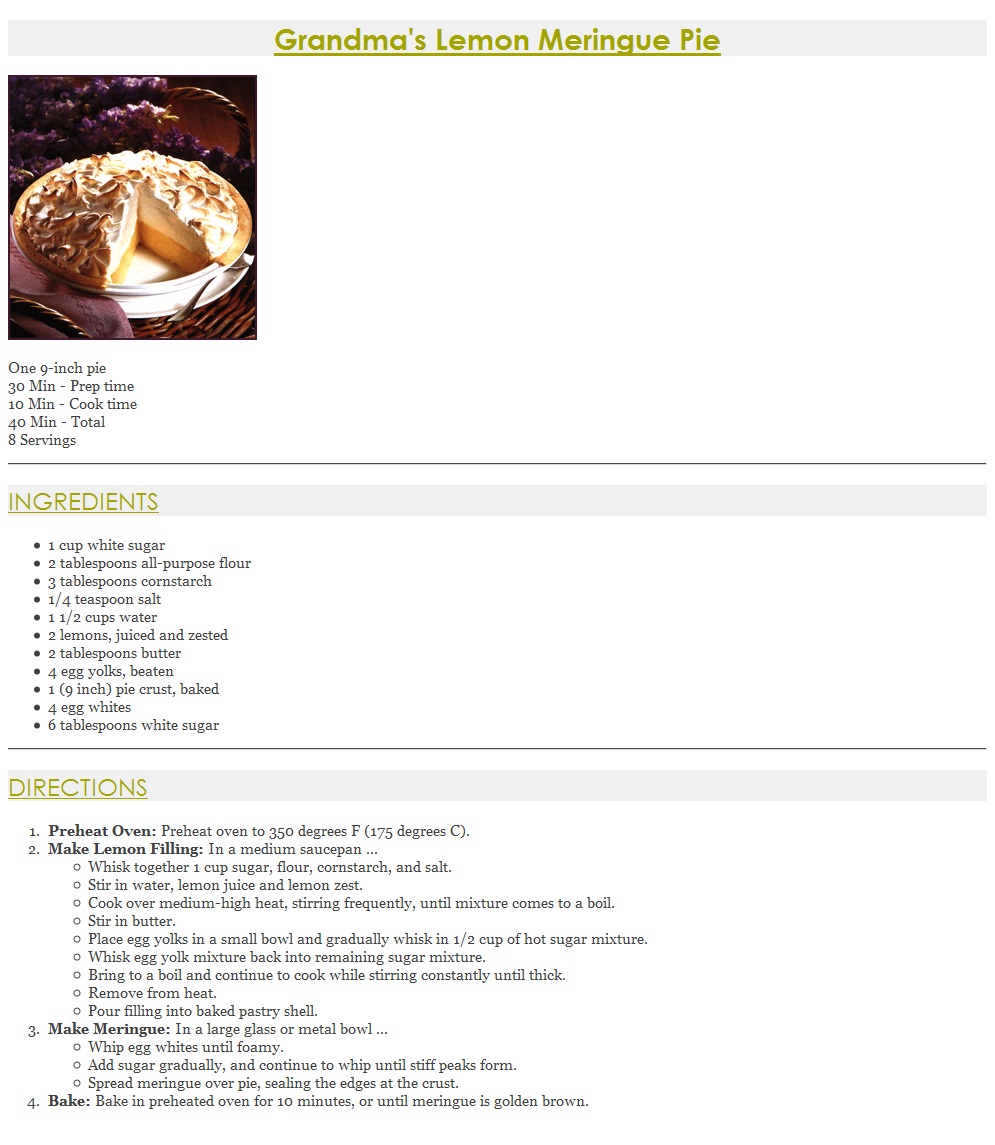 Grandma's Lemon Meringue Pie
One 9-inch pie
30 Min - Prep time
10 Min - Cook time
40 Min - Total
8 Servings
INGREDIENTS
• 1 cup white sugar
• 2 tablespoons all-purpose flour
• 3 tablespoons cornstarch
• 1/4 teaspoon salt
• 1 1/2 cups water
• 2 lemons, juiced and zested
• 2 tablespoons butter
• 4 egg yolks, beaten
• 1 (9 inch) pie crust, baked
• 4 egg whites
• 6 tablespoons white sugar
DIRECTIONS
1. Preheat Oven: Preheat oven to 350 degrees F (175 degrees C).
2. Make Lemon Filling: In a medium saucepan ...
○ Whisk together 1 cup sugar, flour, cornstarch, and salt.
○ Stir in water, lemon juice and lemon zest.
○ Cook over medium-high heat, stirring frequently, until mixture comes to a boil.
○ Stir in butter.
○ Place egg yolks in a small bowl and gradually whisk in 1/2 cup of hot sugar mixture.
○ Whisk egg yolk mixture back into remaining sugar mixture.
○ Bring to a boil and continue to cook while stirring constantly until thick.
○ Remove from heat.
○ Pour filling into baked pastry shell.
3. Make Meringue: In a large glass or metal bowl ...
○ Whip egg whites until foamy.
○ Add sugar gradually, and continue to whip until stiff peaks form.
○ Spread meringue over pie, sealing the edges at the crust.
4. Bake: Bake in preheated oven for 10 minutes, or until meringue is golden brown.